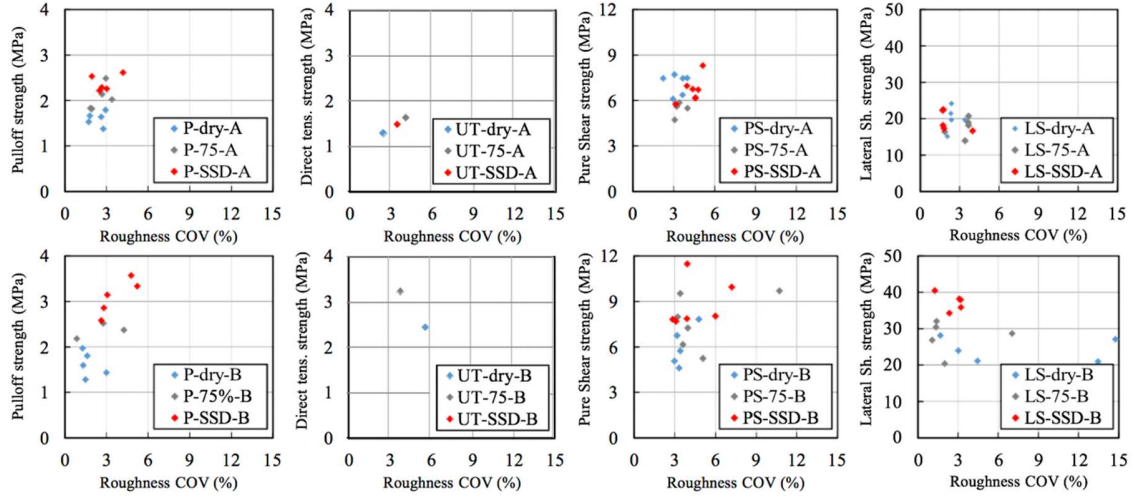 Pulloff strength (MPa)
4
3
2
1
0
P-dry-A
P-75-A
P-SSD-A
0 3 6 9 12 15
Roughness COV (%)
Direct tens. strength (MPa)
4
3
2
1
0
UT-dry-A
UT-75-A
UT-SSD-A
0 3 6 9 12 15
Roughness COV (%)
Pure Shear strength (MPa)
12
9
6
3
0
PS-dry-A
PS-75-A
PS-SSD-A
0 3 6 9 12 15
Roughness COV (%)
Lateral Sh. strength (MPa)
50
40
30
20
10
0
LS-dry-A
LS-75-A
LS-SSD-A
0 3 6 9 12 15
Roughness COV (%)
Pulloff strength (MPa)
4
3
2
1
0
P-dry-B
P-75%-B
P-SSD-B
0 3 6 9 12 15
Roughness COV (%)
Direct tens. strength (MPa)
4
3
2
1
0
UT-dry-B
UT-75-B
UT-SSD-B
0 3 6 9 12 15
Roughness COV (%)
Pure Shear strength (MPa)
12
10
8
6
4
2
0
PS-dry-B
PS-75-B
PS-SSD-B
0 3 6 9 12 15
Roughness COV (%)
Lateral Sh. strength (MPa)
50
40
30
20
10
0
LS-dry-B
LS-75-B
LS-SSD-B
0 3 6 9 12 15
Roughness COV (%)